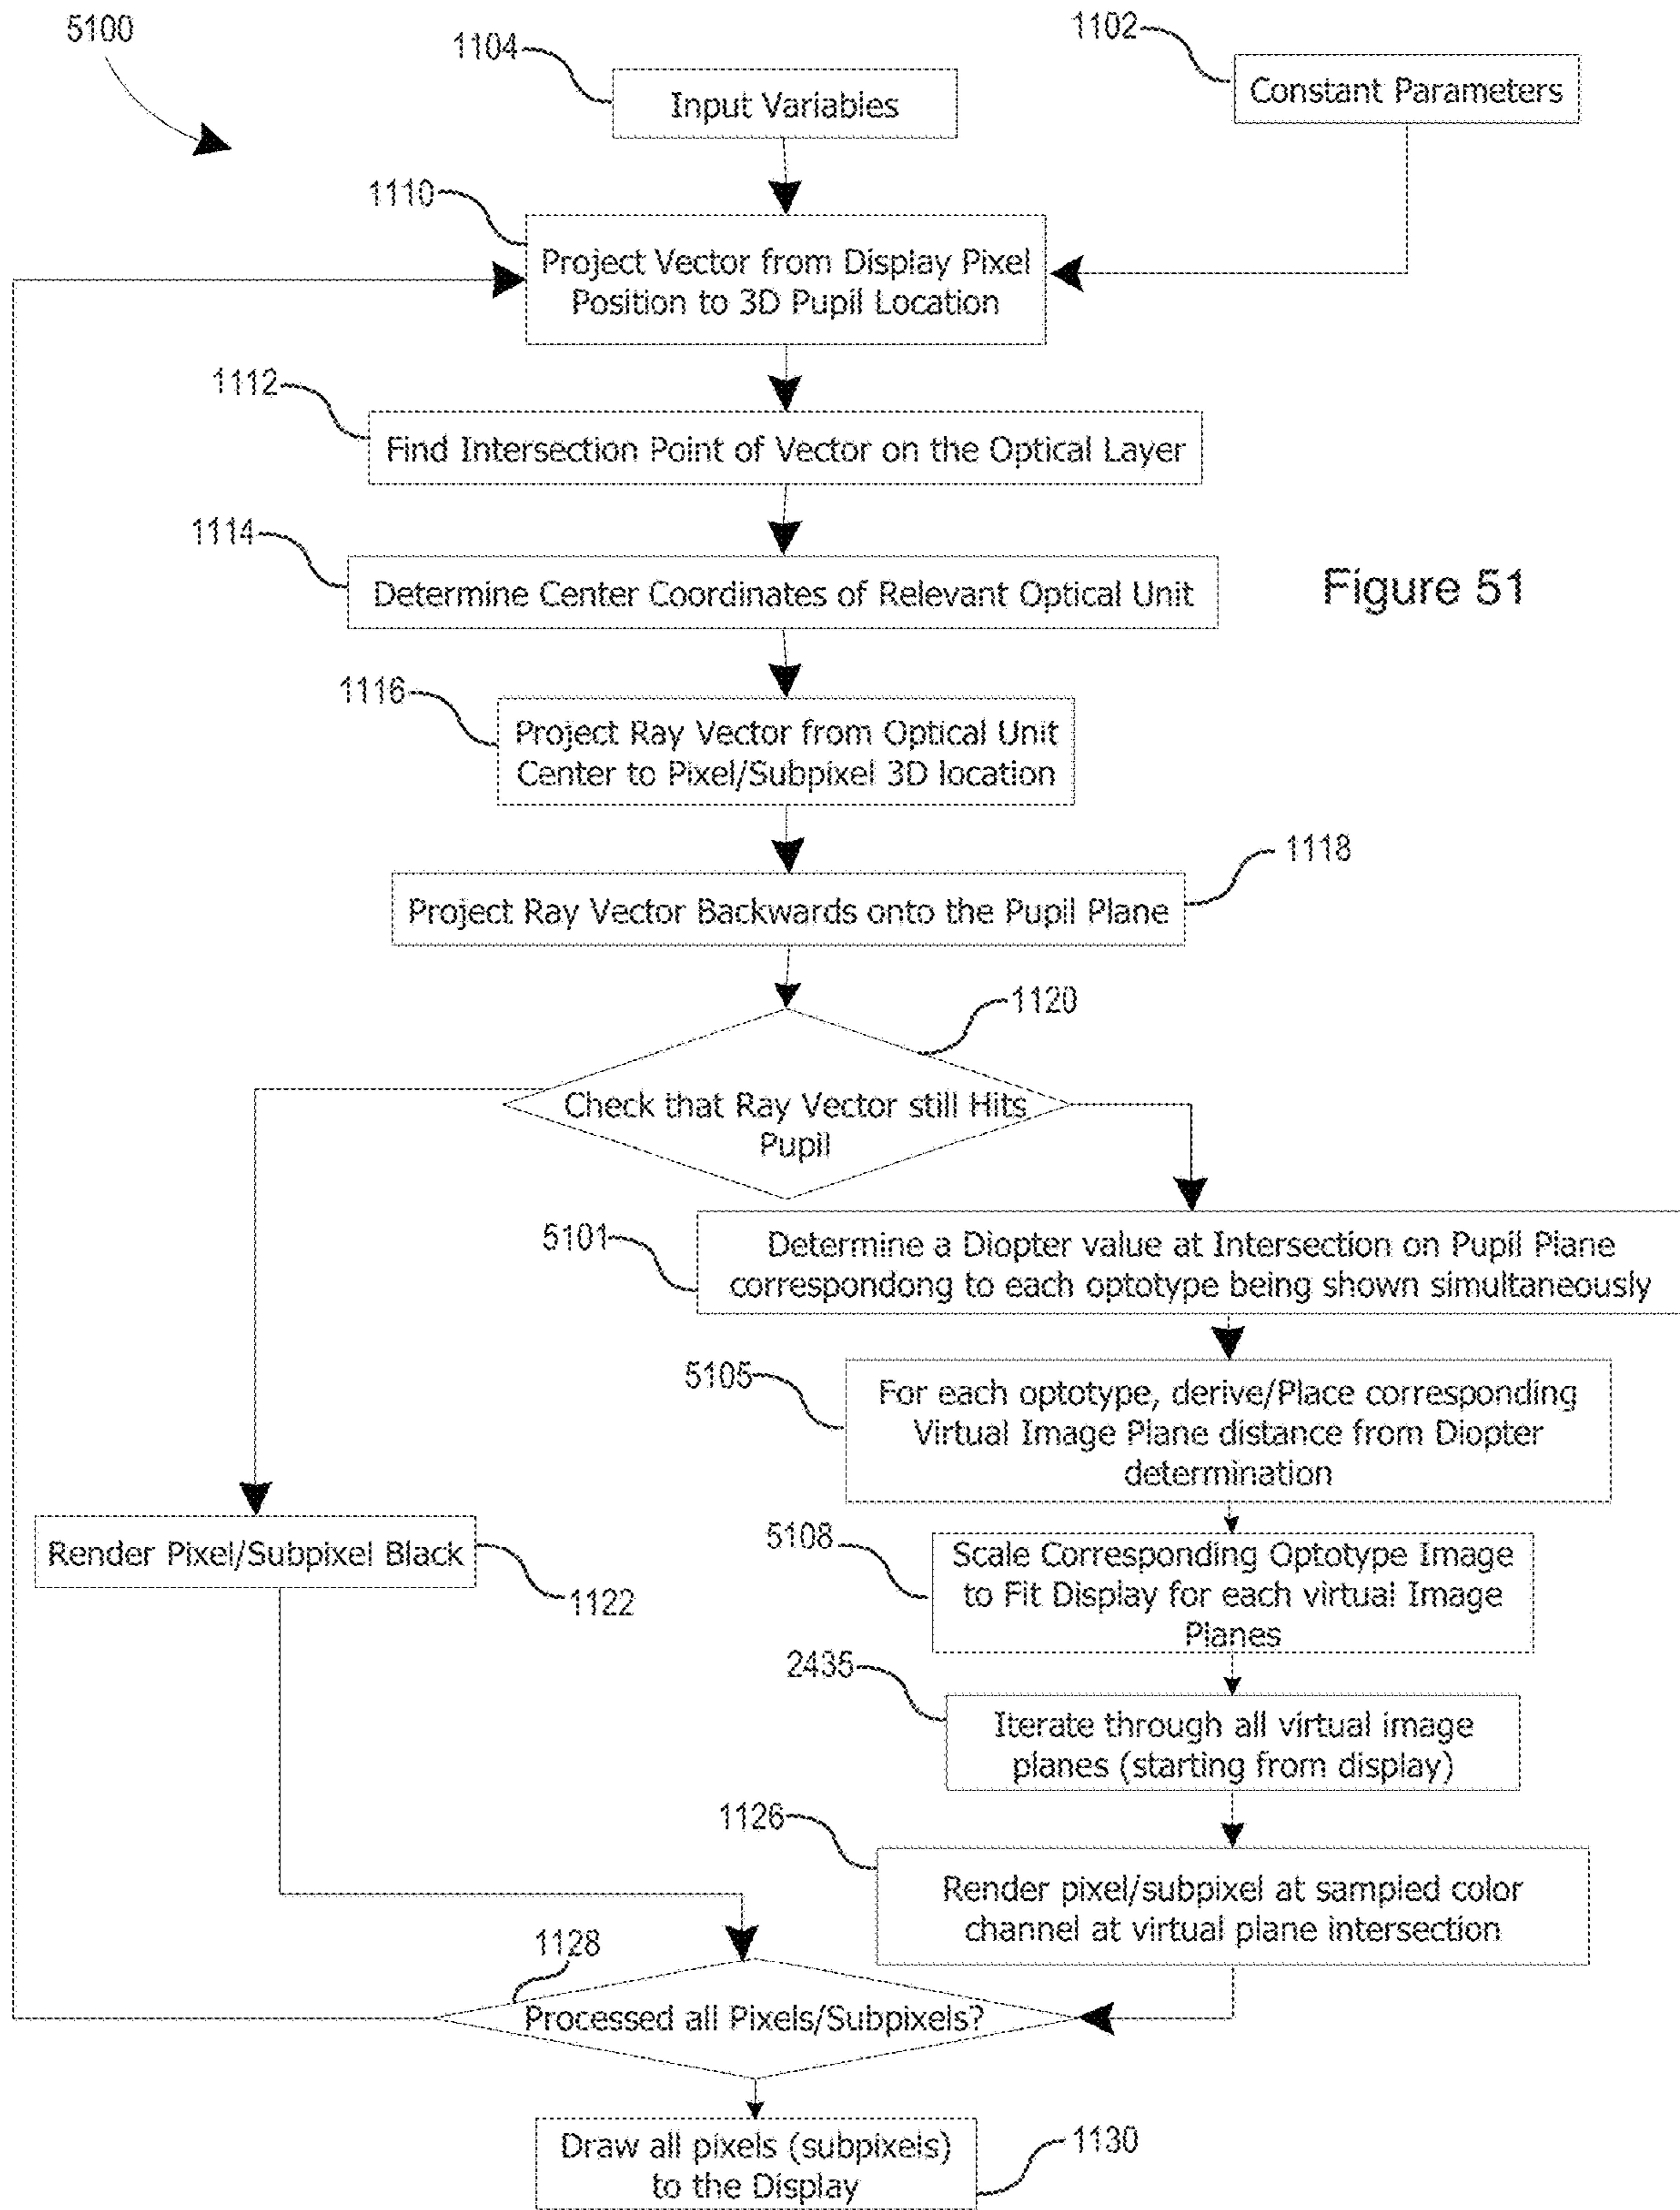 5100
1104
1102
Input Variables
Constant Parameters
1110
Project Vector from Display Pixel
Position to 3D Pupil Location
1112
Find Intersection Point of Vector on the Optical Layer
1114
Determine Center Coordinates of Relevant Optical Unit
Figure 51
1116
Project Ray Vector from Optical Unit
Center to Pixel/Subpixel 3D location
1118
Project Ray Vector Backwards onto the Pupil Plane
1120
Check that Ray Vector still Hits
Pupil
5101
Determine a Diopter value at Intersection on Pupil Plane
correspondong to each optotype being shown simultaneously
5105
For each optotype, derive/Place corresponding
Virtual Image Plane distance from Diopter
determination
5108
Scale Corresponding Optotype Image
to Fit Display for each virtual Image
Planes
Render Pixel/Subpixel Black
1122
2435
Iterate through all virtual image
planes (starting from display)
1126
Render pixel/subpixel at sampled color
channel at virtual plane intersection
1128
Processed all Pixels/Subpixels?
Draw all pixels (subpixels)
to the Display
1130